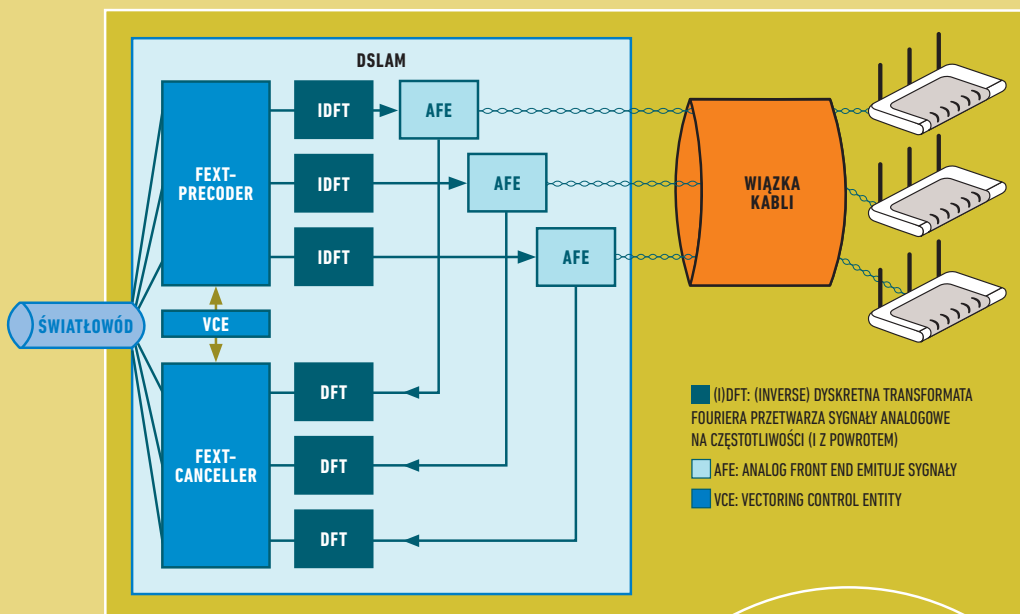 DSLAM
FEXT-
PRECODER
IDFT
AFE
IDFT
AFE
IDFT
AFE
WIĄZKA
KABLI
ŚWIATŁOWÓD
VCE
FEXT-
CANCELLER
DFT
DFT
DFT
(I)DFT: (INVERSE) DYSKRETNA TRANSFORMATA
FOURIERA PRZETWARZA SYGNAŁY ANALOGOWE
NA CZĘSTOTLIWOŚCI (I Z POWROTEM)
AFE: ANALOG FRONT END EMITUJE SYGNAŁY
VCE: VECTORING CONTROL ENTITY